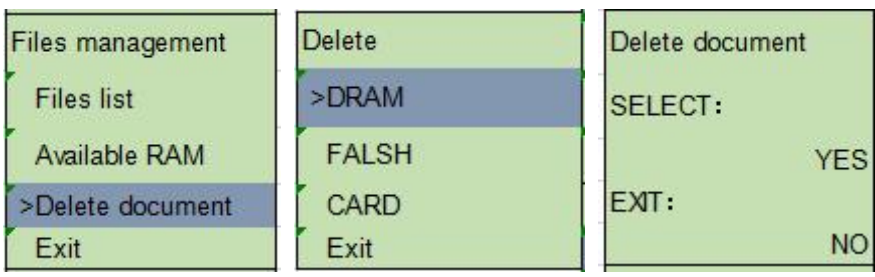 Files management
Files list
Available RAM
>Delete document
Exit
Delete
>DRAM
FALSH
CARD
Exit
Delete document
SELECT:
YES
EXIT:
NO